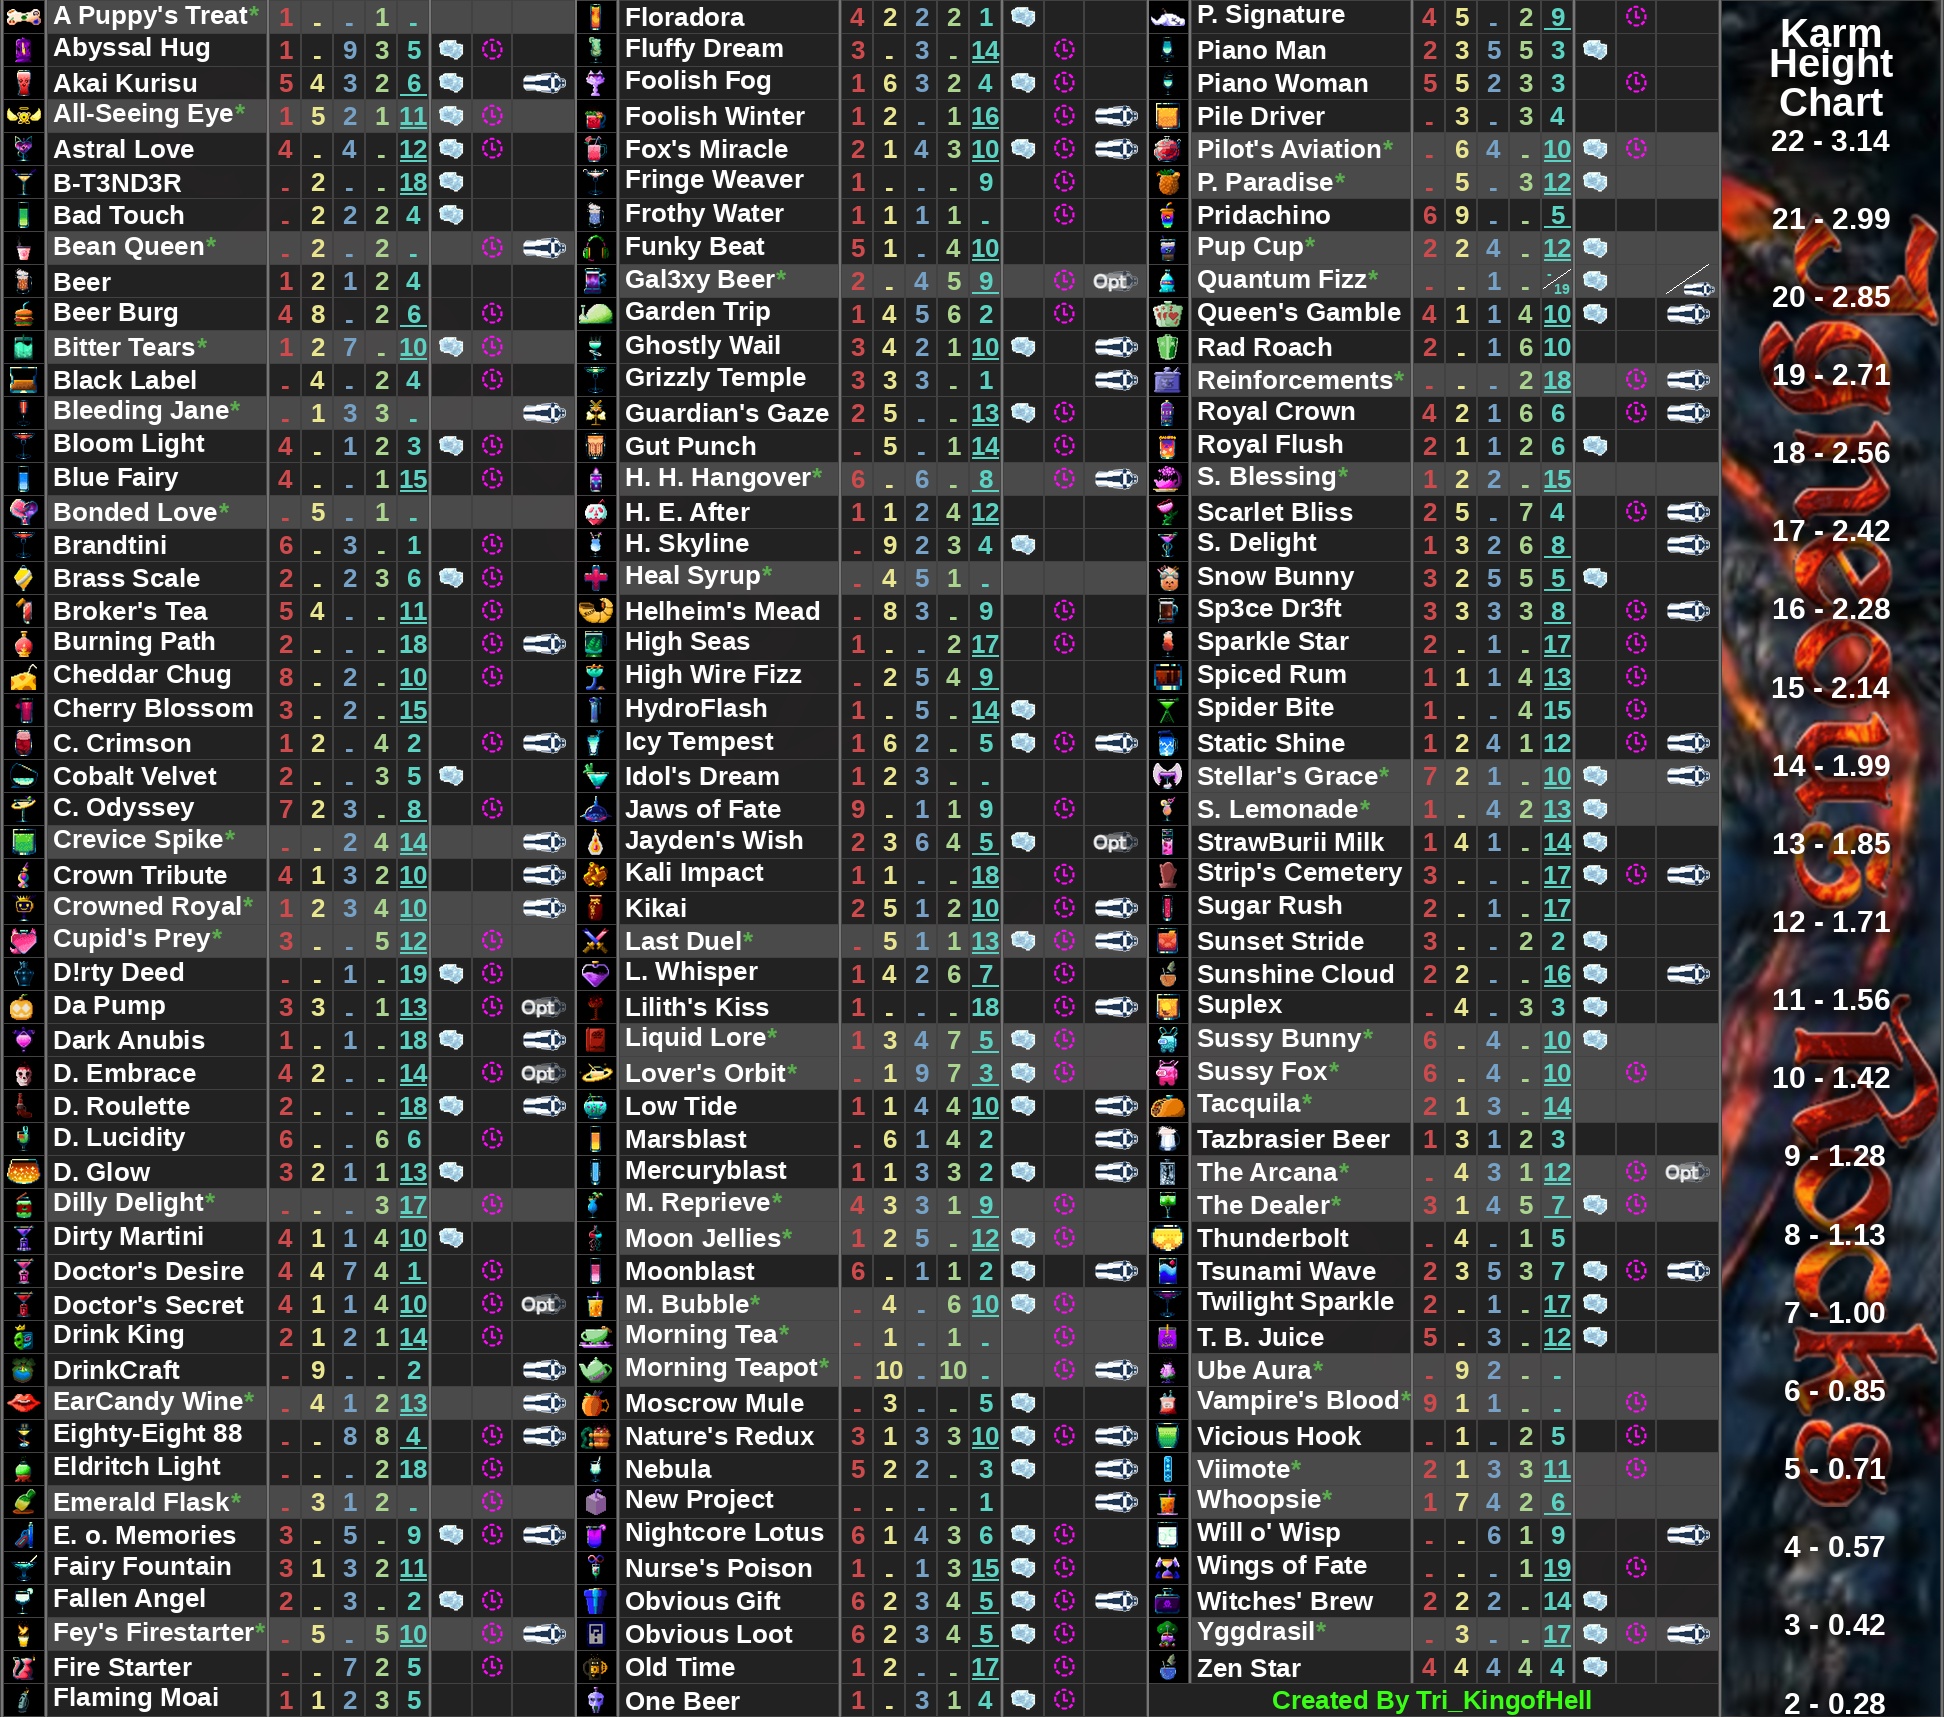 A Puppy's Treat* 1 - - 1 -
Abyssal Hug 1 - 9 3 5
Akai Kurisu 5 4 3 2 6
All-Seeing Eye* 1 5 2 1 11
Astral Love 4 - 4 - 12
B-T3ND3R - 2 - - 18
Bad Touch - 2 2 2 4
Bean Queen* - 2 - 2 -
Beer 1 2 1 2 4
Beer Burg 4 8 - 2 6
Bitter Tears* 1 2 7 - 10
Black Label - 4 - 2 4
Bleeding Jane* - 1 3 3 -
Bloom Light 4 - 1 2 3
Blue Fairy 4 - - 1 15
Bonded Love* - 5 - 1 -
Brandtini 6 - 3 - 1
Brass Scale 2 - 2 3 6
Broker's Tea 5 4 - - 11
Burning Path 2 - - - 18
Cheddar Chug 8 - 2 - 10
Cherry Blossom 3 - 2 - 15
C. Crimson 1 2 - 4 2
Cobalt Velvet 2 - - 3 5
C. Odyssey 7 2 3 - 8
Crevice Spike* - - 2 4 14
Crown Tribute 4 1 3 2 10
Crowned Royal* 1 2 3 4 10
Cupid's Prey* 3 - - 5 12
D!rty Deed - - 1 - 19
Da Pump 3 3 - 1 13 Opt
Dark Anubis 1 - 1 - 18
D. Embrace 4 2 - - 14 Opt
D. Roulette 2 - - - 18
D. Lucidity 6 - - 6 6
D. Glow 3 2 1 1 13
Dilly Delight* - - - 3 17
Dirty Martini 4 1 1 4 10
Doctor's Desire 4 4 7 4 1
Doctor's Secret 4 1 1 4 10 Opt
Drink King 2 1 2 1 14
DrinkCraft - 9 - - 2
EarCandy Wine* - 4 1 2 13
Eighty-Eight 88 - - 8 8 4
Eldritch Light - - - 2 18
Emerald Flask* - 3 1 2 -
E. o. Memories 3 - 5 - 9
Fairy Fountain 3 1 3 2 11
Fallen Angel 2 - 3 - 2
Fey's Firestarter* - 5 - 5 10
Fire Starter - - 7 2 5
Flaming Moai 1 1 2 3 5
Floradora 4 2 2 2 1
Fluffy Dream 3 - 3 - 14
Foolish Fog 1 6 3 2 4
Foolish Winter 1 2 - 1 16
Fox's Miracle 2 1 4 3 10
Fringe Weaver 1 - - - 9
Frothy Water 1 1 1 1 -
Funky Beat 5 1 - 4 10
Gal3xy Beer* 2 - 4 5 9 Opt
Garden Trip 1 4 5 6 2
Ghostly Wail 3 4 2 1 10
Grizzly Temple 3 3 3 - 1
Guardian's Gaze 2 5 - - 13
Gut Punch - 5 - 1 14
H. H. Hangover* 6 - 6 - 8
H. E. After 1 1 2 4 12
H. Skyline - 9 2 3 4
Heal Syrup* - 4 5 1 -
Helheim's Mead - 8 3 - 9
High Seas 1 - - 2 17
High Wire Fizz - 2 5 4 9
HydroFlash 1 - 5 - 14
Icy Tempest 1 6 2 - 5
Idol's Dream 1 2 3 - -
Jaws of Fate 9 - 1 1 9
Jayden's Wish 2 3 6 4 5 Opt
Kali Impact 1 1 - - 18
Kikai 2 5 1 2 10
Last Duel* - 5 1 1 13
L. Whisper 1 4 2 6 7
Lilith's Kiss 1 - - - 18
Liquid Lore* 1 3 4 7 5
Lover's Orbit* - 1 9 7 3
Low Tide 1 1 4 4 10
Marsblast - 6 1 4 2
Mercuryblast 1 1 3 3 2
M. Reprieve* 4 3 3 1 9
Moon Jellies* 1 2 5 - 12
Moonblast 6 - 1 1 2
M. Bubble* - 4 - 6 10
Morning Tea* - 1 - 1 -
Morning Teapot* - 10 - 10 -
Moscrow Mule - 3 - - 5
Nature's Redux 3 1 3 3 10
Nebula 5 2 2 - 3
New Project - - - - 1
Nightcore Lotus 6 1 4 3 6
Nurse's Poison 1 - 1 3 15
Obvious Gift 6 2 3 4 5
Obvious Loot 6 2 3 4 5
Old Time 1 2 - - 17
One Beer 1 - 3 1 4
P. Signature 4 5 - 2 9
Piano Man 2 3 5 5 3
Piano Woman 5 5 2 3 3
Pile Driver - 3 - 3 4
Pilot's Aviation* - 6 4 - 10
P. Paradise* - 5 - 3 12
Pridachino 6 9 - - 5
Pup Cup* 2 2 4 - 12
Quantum Fizz* - - 1 - -/19
Queen's Gamble 4 1 1 4 10
Rad Roach 2 - 1 6 10
Reinforcements* - - - 2 18
Royal Crown 4 2 1 6 6
Royal Flush 2 1 1 2 6
S. Blessing* 1 2 2 - 15
Scarlet Bliss 2 5 - 7 4
S. Delight 1 3 2 6 8
Snow Bunny 3 2 5 5 5
Sp3ce Dr3ft 3 3 3 3 8
Sparkle Star 2 - 1 - 17
Spiced Rum 1 1 1 4 13
Spider Bite 1 - - 4 15
Static Shine 1 2 4 1 12
Stellar's Grace* 7 2 1 - 10
S. Lemonade* 1 - 4 2 13
StrawBurii Milk 1 4 1 - 14
Strip's Cemetery 3 - - - 17
Sugar Rush 2 - 1 - 17
Sunset Stride 3 - - 2 2
Sunshine Cloud 2 2 - - 16
Suplex - 4 - 3 3
Sussy Bunny* 6 - 4 - 10
Sussy Fox* 6 - 4 - 10
Tacquila* 2 1 3 - 14
Tazbrasier Beer 1 3 1 2 3
The Arcana* - 4 3 1 12 Opt
The Dealer* 3 1 4 5 7
Thunderbolt - 4 - 1 5
Tsunami Wave 2 3 5 3 7
Twilight Sparkle 2 - 1 - 17
T. B. Juice 5 - 3 - 12
Ube Aura* - 9 2 - -
Vampire's Blood* 9 1 1 - -
Vicious Hook - 1 - 2 5
Viimote* 2 1 3 3 11
Whoopsie* 1 7 4 2 6
Will o' Wisp - - 6 1 9
Wings of Fate - - - 1 19
Witches' Brew 2 2 2 - 14
Yggdrasil* - 3 - - 17
Zen Star 4 4 4 4 4
Created By Tri_KingofHell
Karm
Height
Chart
22 - 3.14
21 - 2.99
20 - 2.85
19 - 2.71
18 - 2.56
17 - 2.42
16 - 2.28
15 - 2.14
14 - 1.99
13 - 1.85
12 - 1.71
11 - 1.56
10 - 1.42
9 - 1.28
8 - 1.13
7 - 1.00
6 - 0.85
5 - 0.71
4 - 0.57
3 - 0.42
2 - 0.28